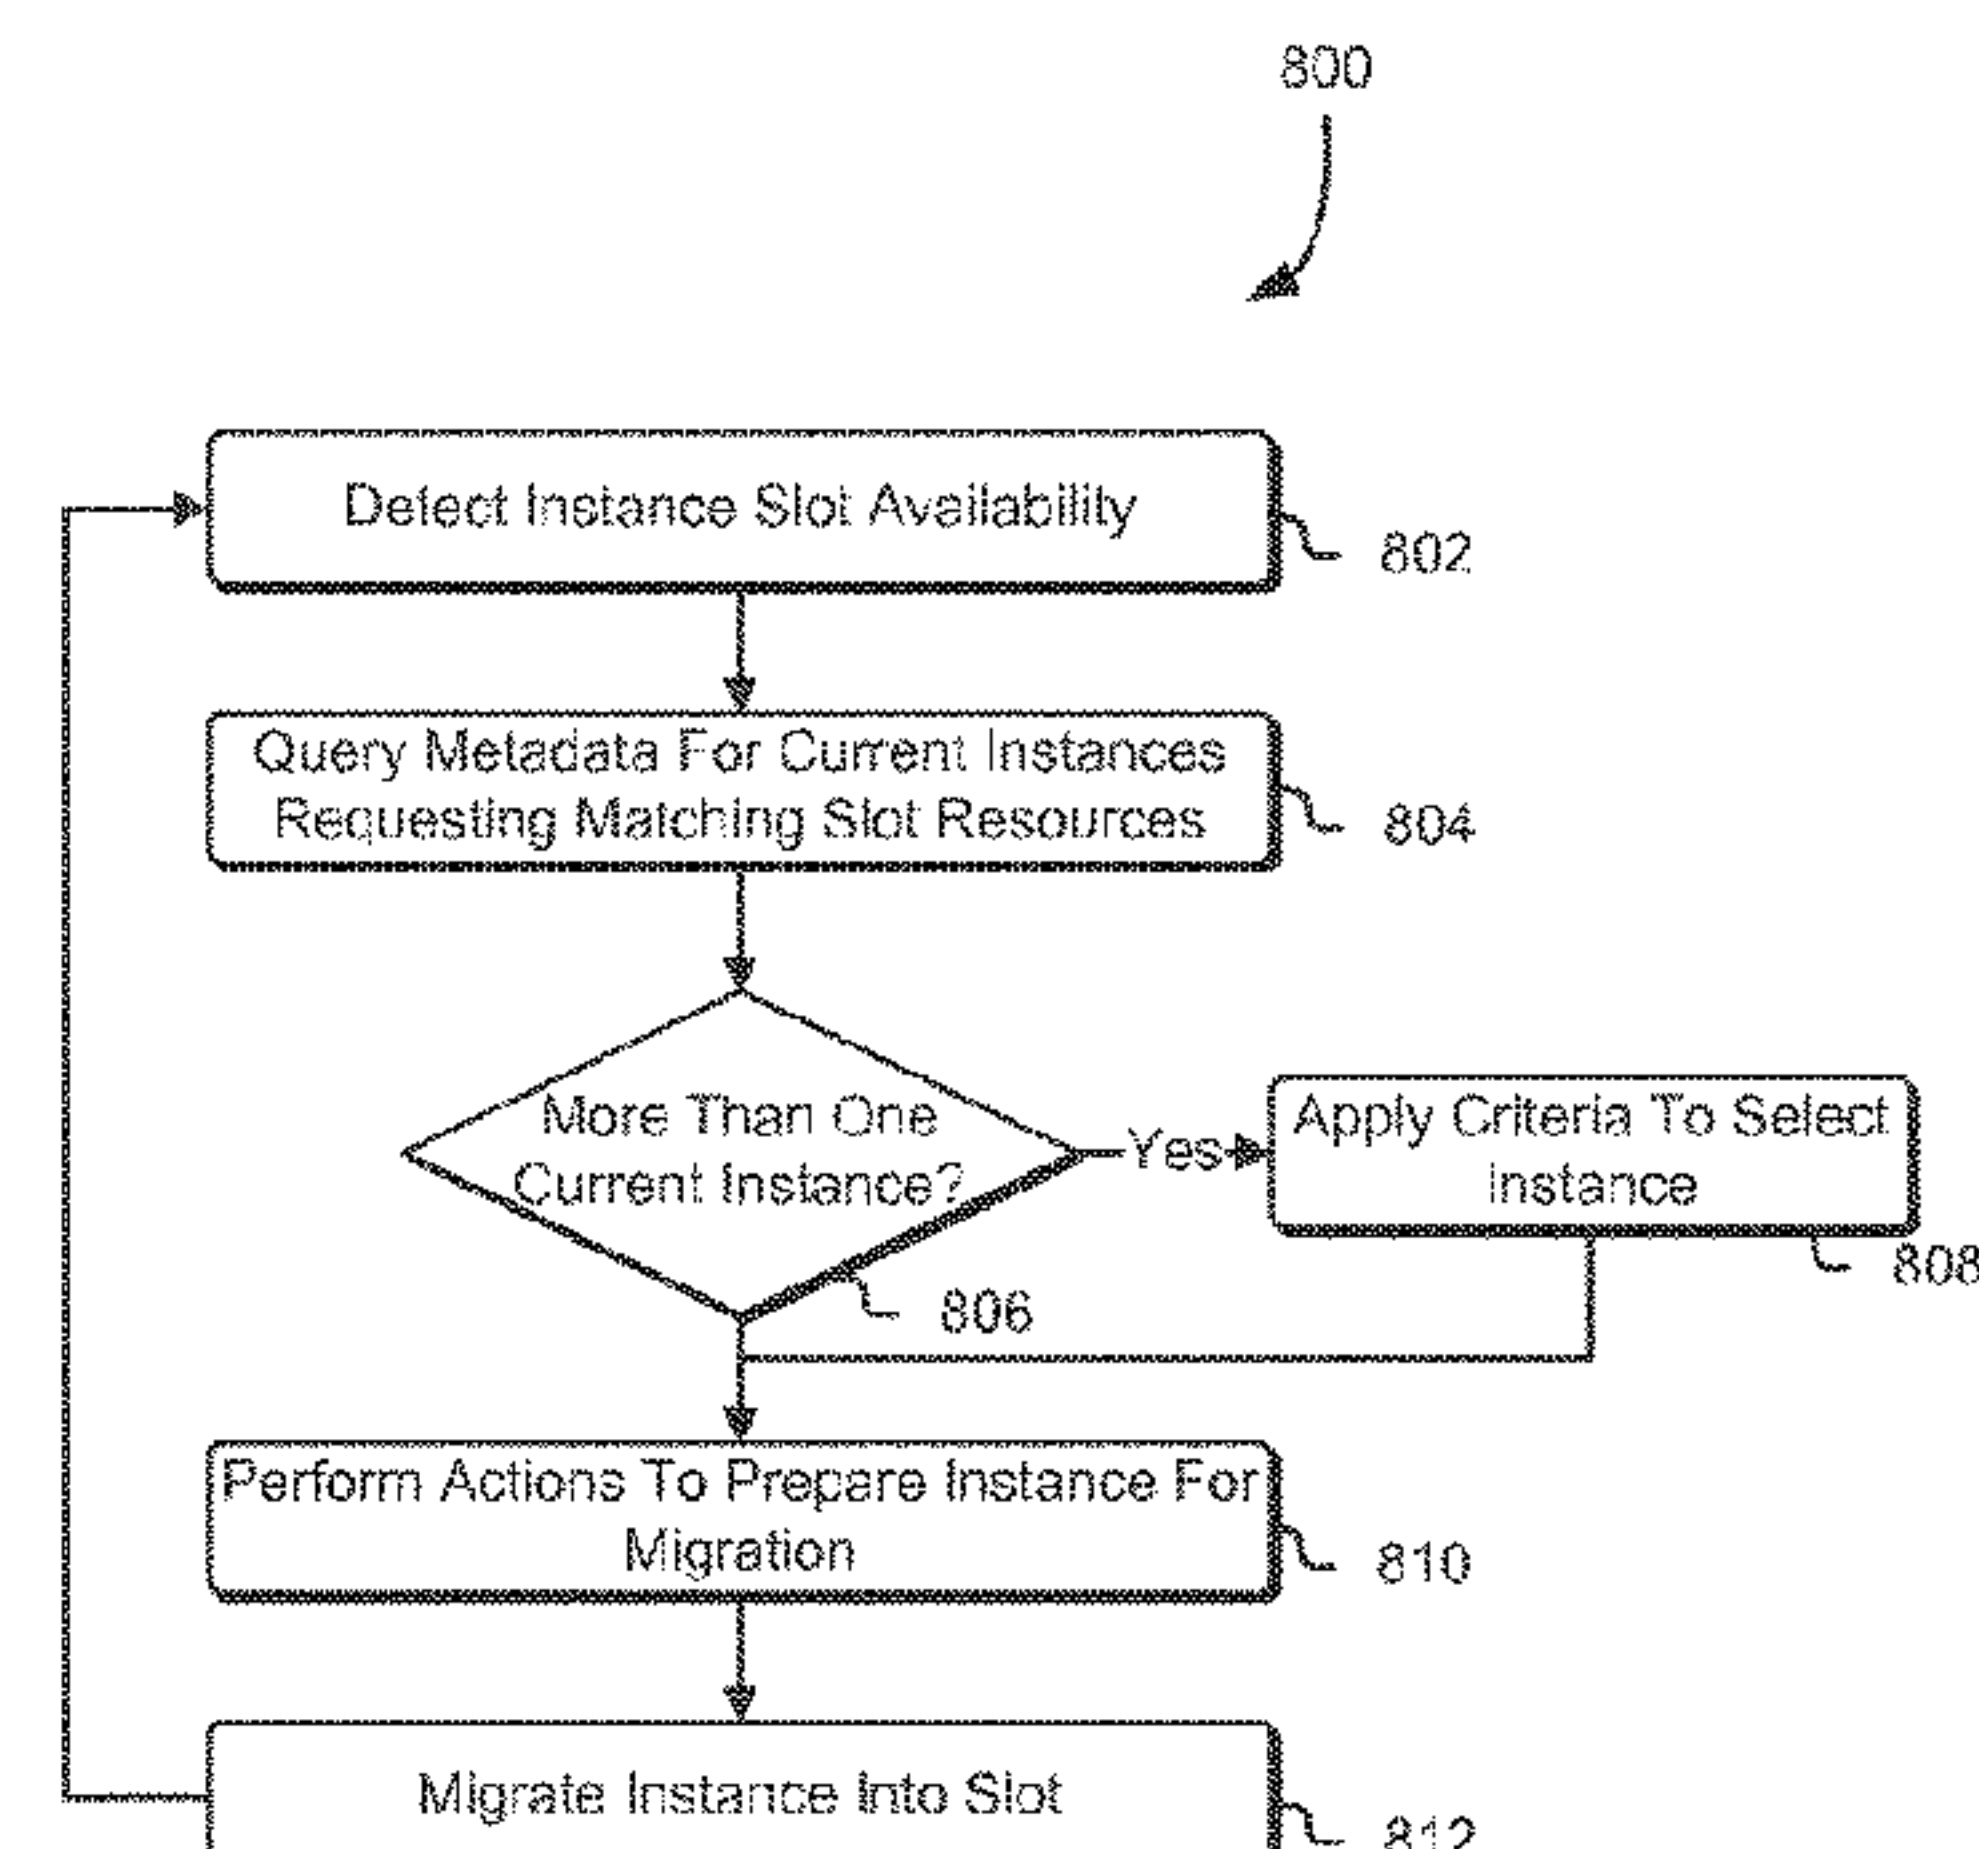 800
Detect Instance Slot Availability
802
Query Metadata For Current Instances
Requesting Matching Slot Resources
804
More Than One
Current Instance?
806
Yes
Apply Criteria To Select
Instance
808
Perform Actions To Prepare Instance For
Migration
810
Migrate Instance Into Slot
812